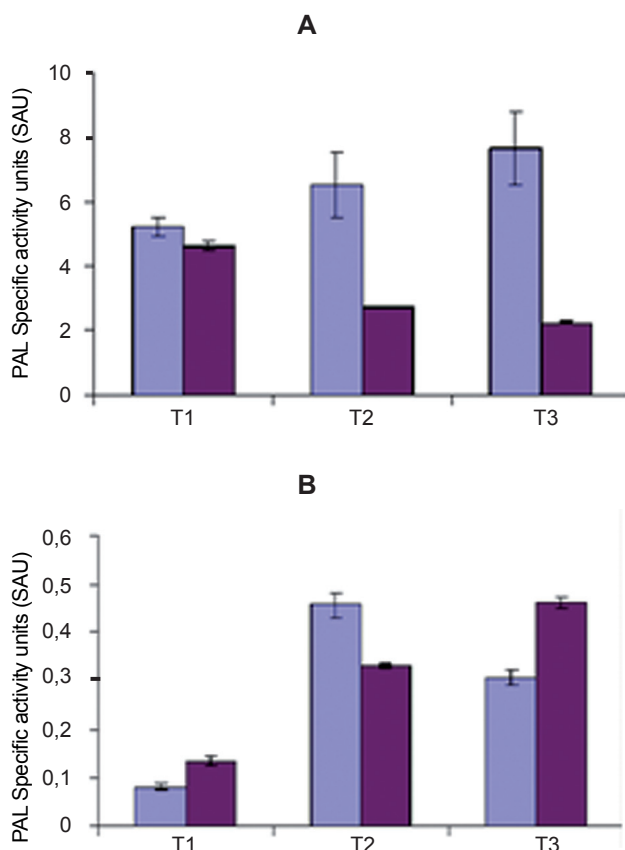 A
PAL Specific activity units (SAU)
10
8
6
4
2
0
T1 T2 T3
B
PAL Specific activity units (SAU)
0,6
0,5
0,4
0,3
0,2
0,1
0
T1 T2 T3